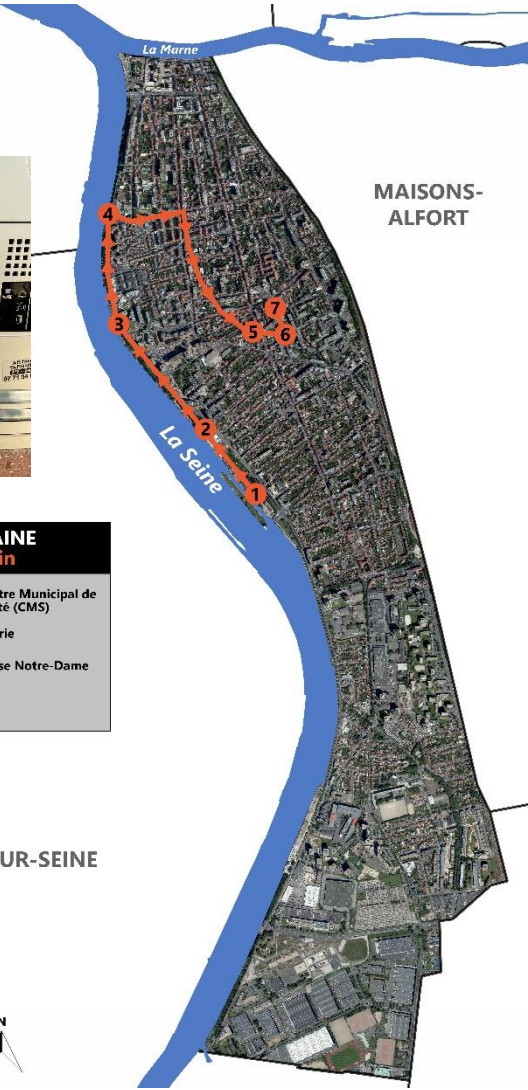 La Marne
MAISONS-
ALFORT
4
7
3
5
6
2
La Seine
1
AINE
in
tre Municipal de
té (CMS)
rie
se Notre-Dame
UR-SEINE
N